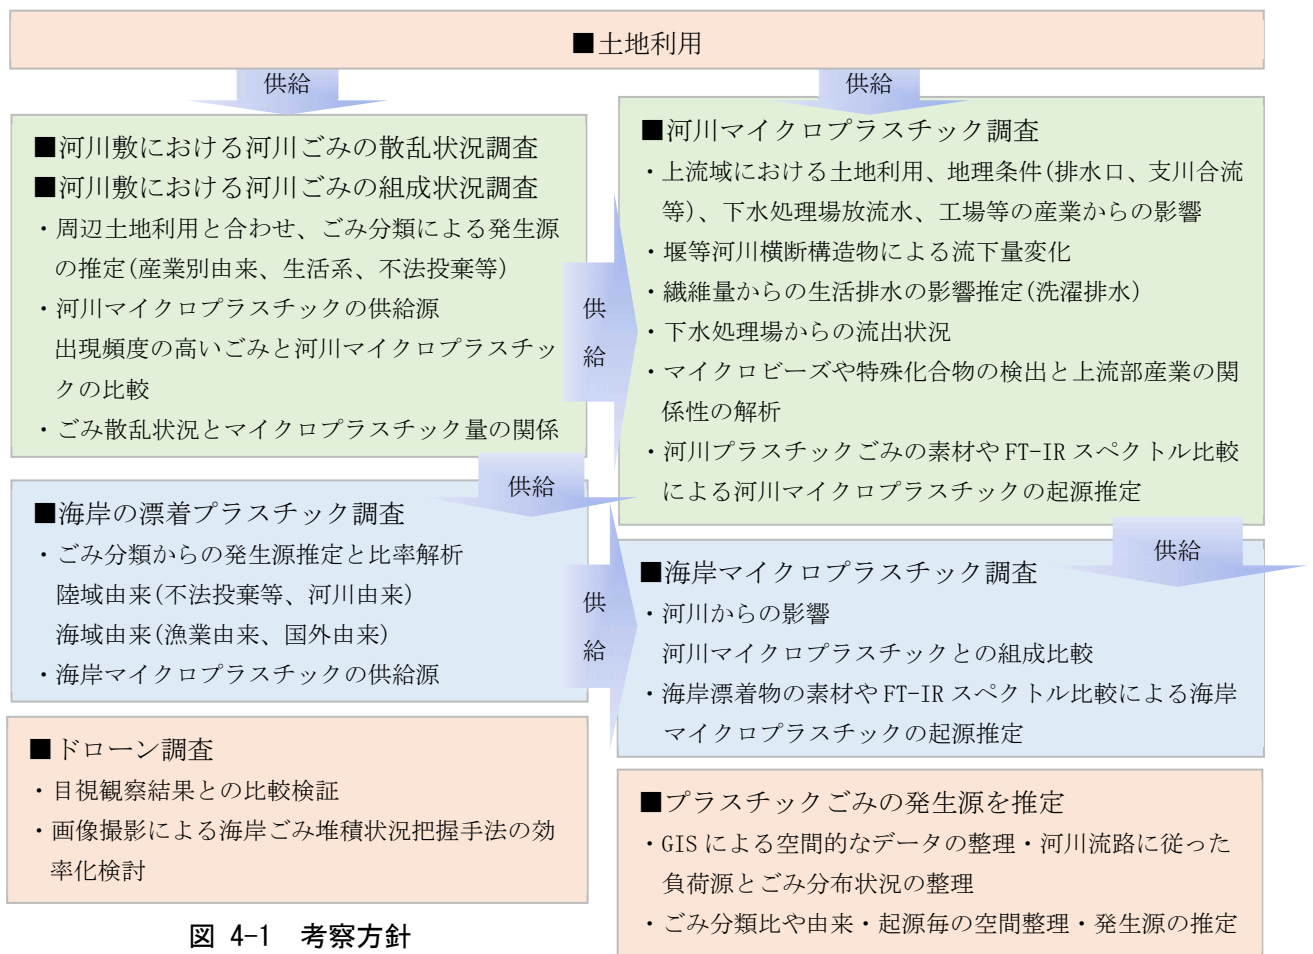 ■土地利用
供給
供給
■河川敷における河川ごみの散乱状況調査
■河川敷における河川ごみの組成状況調査
・周辺土地利用と合わせ、ごみ分類による発生源
の推定(産業別由来、生活系、不法投棄等)
・河川マイクロプラスチックの供給源
出現頻度の高いごみと河川マイクロプラスチッ
クの比較
・ごみ散乱状況とマイクロプラスチック量の関係
供
給
■河川マイクロプラスチック調査
・上流域における土地利用、地理条件(排水口、支川合流
等)、下水処理場放流水、工場等の産業からの影響
・堰等河川横断構造物による流下量変化
・繊維量からの生活排水の影響推定(洗濯排水)
・下水処理場からの流出状況
・マイクロビーズや特殊化合物の検出と上流部産業の関
係性の解析
・河川プラスチックごみの素材や FT-IR スペクトル比較
による河川マイクロプラスチックの起源推定
供給
供給
■海岸の漂着プラスチック調査
・ごみ分類からの発生源推定と比率解析
陸域由来(不法投棄等、河川由来)
海域由来(漁業由来、国外由来)
・海岸マイクロプラスチックの供給源
供
給
■海岸マイクロプラスチック調査
・河川からの影響
河川マイクロプラスチックとの組成比較
・海岸漂着物の素材や FT-IR スペクトル比較による海岸
マイクロプラスチックの起源推定
■ドローン調査
・目視観察結果との比較検証
・画像撮影による海岸ごみ堆積状況把握手法の効
率化検討
■プラスチックごみの発生源を推定
・GIS による空間的なデータの整理・河川流路に従った
負荷源とごみ分布状況の整理
・ごみ分類比や由来・起源毎の空間整理・発生源の推定
図 4-1 考察方針